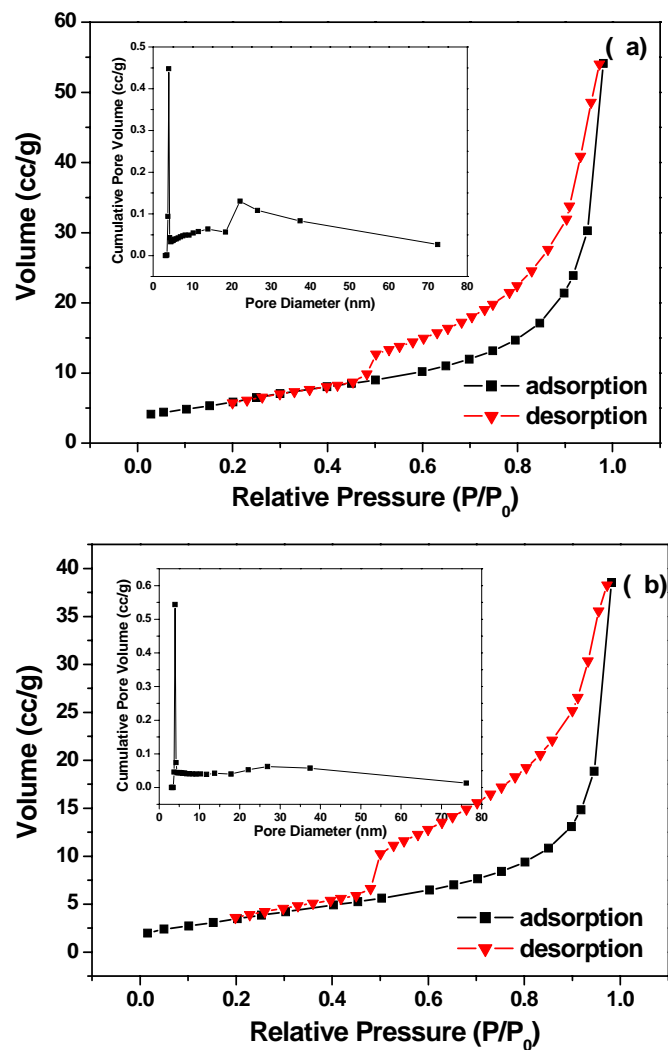 ( a)
60
50
40
30
20
10
0
Volume (cc/g)
0.5
0.4
0.3
0.2
0.1
0.0
Cumulative Pore Volume (cc/g)
0 10 20 30 40 50 60 70 80
Pore Diameter (nm)
adsorption
desorption
0.0 0.2 0.4 0.6 0.8 1.0
Relative Pressure (P/P0)
( b)
40
35
30
25
20
15
10
5
0
Volume (cc/g)
0.6
0.5
0.4
0.3
0.2
0.1
0.0
Cumulative Pore Volume (cc/g)
0 10 20 30 40 50 60 70 80
Pore Diameter (nm)
adsorption
desorption
0.0 0.2 0.4 0.6 0.8 1.0
Relative Pressure (P/P0)